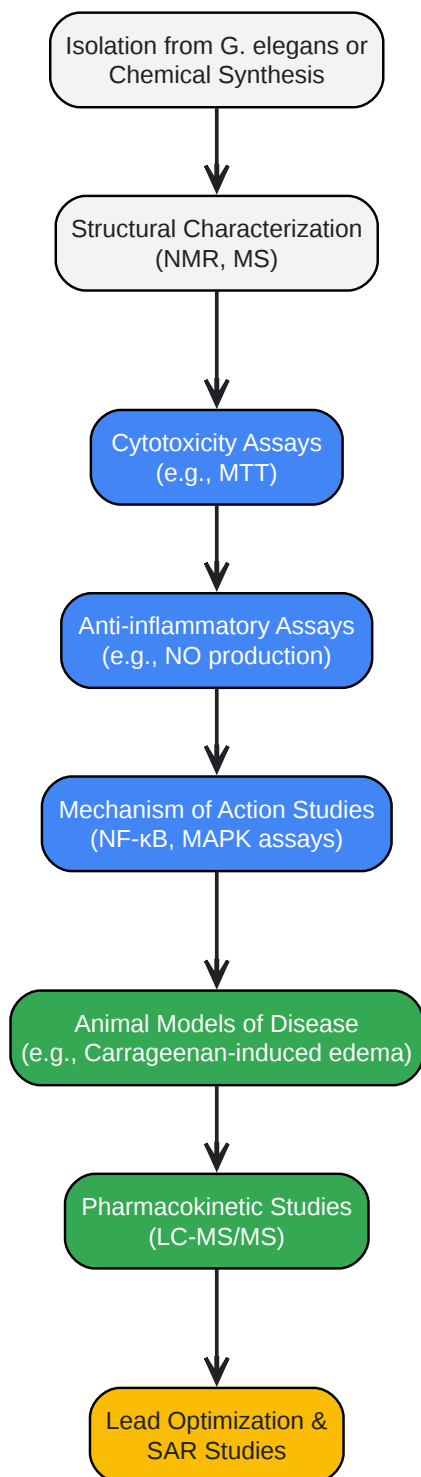 Isolation from G. elegans or
Chemical Synthesis
Structural Characterization
(NMR, MS)
Cytotoxicity Assays
(e.g., MTT)
Anti-inflammatory Assays
(e.g., NO production)
Mechanism of Action Studies
(NF-κB, MAPK assays)
Animal Models of Disease
(e.g., Carrageenan-induced edema)
Pharmacokinetic Studies
(LC-MS/MS)
Lead Optimization &
SAR Studies